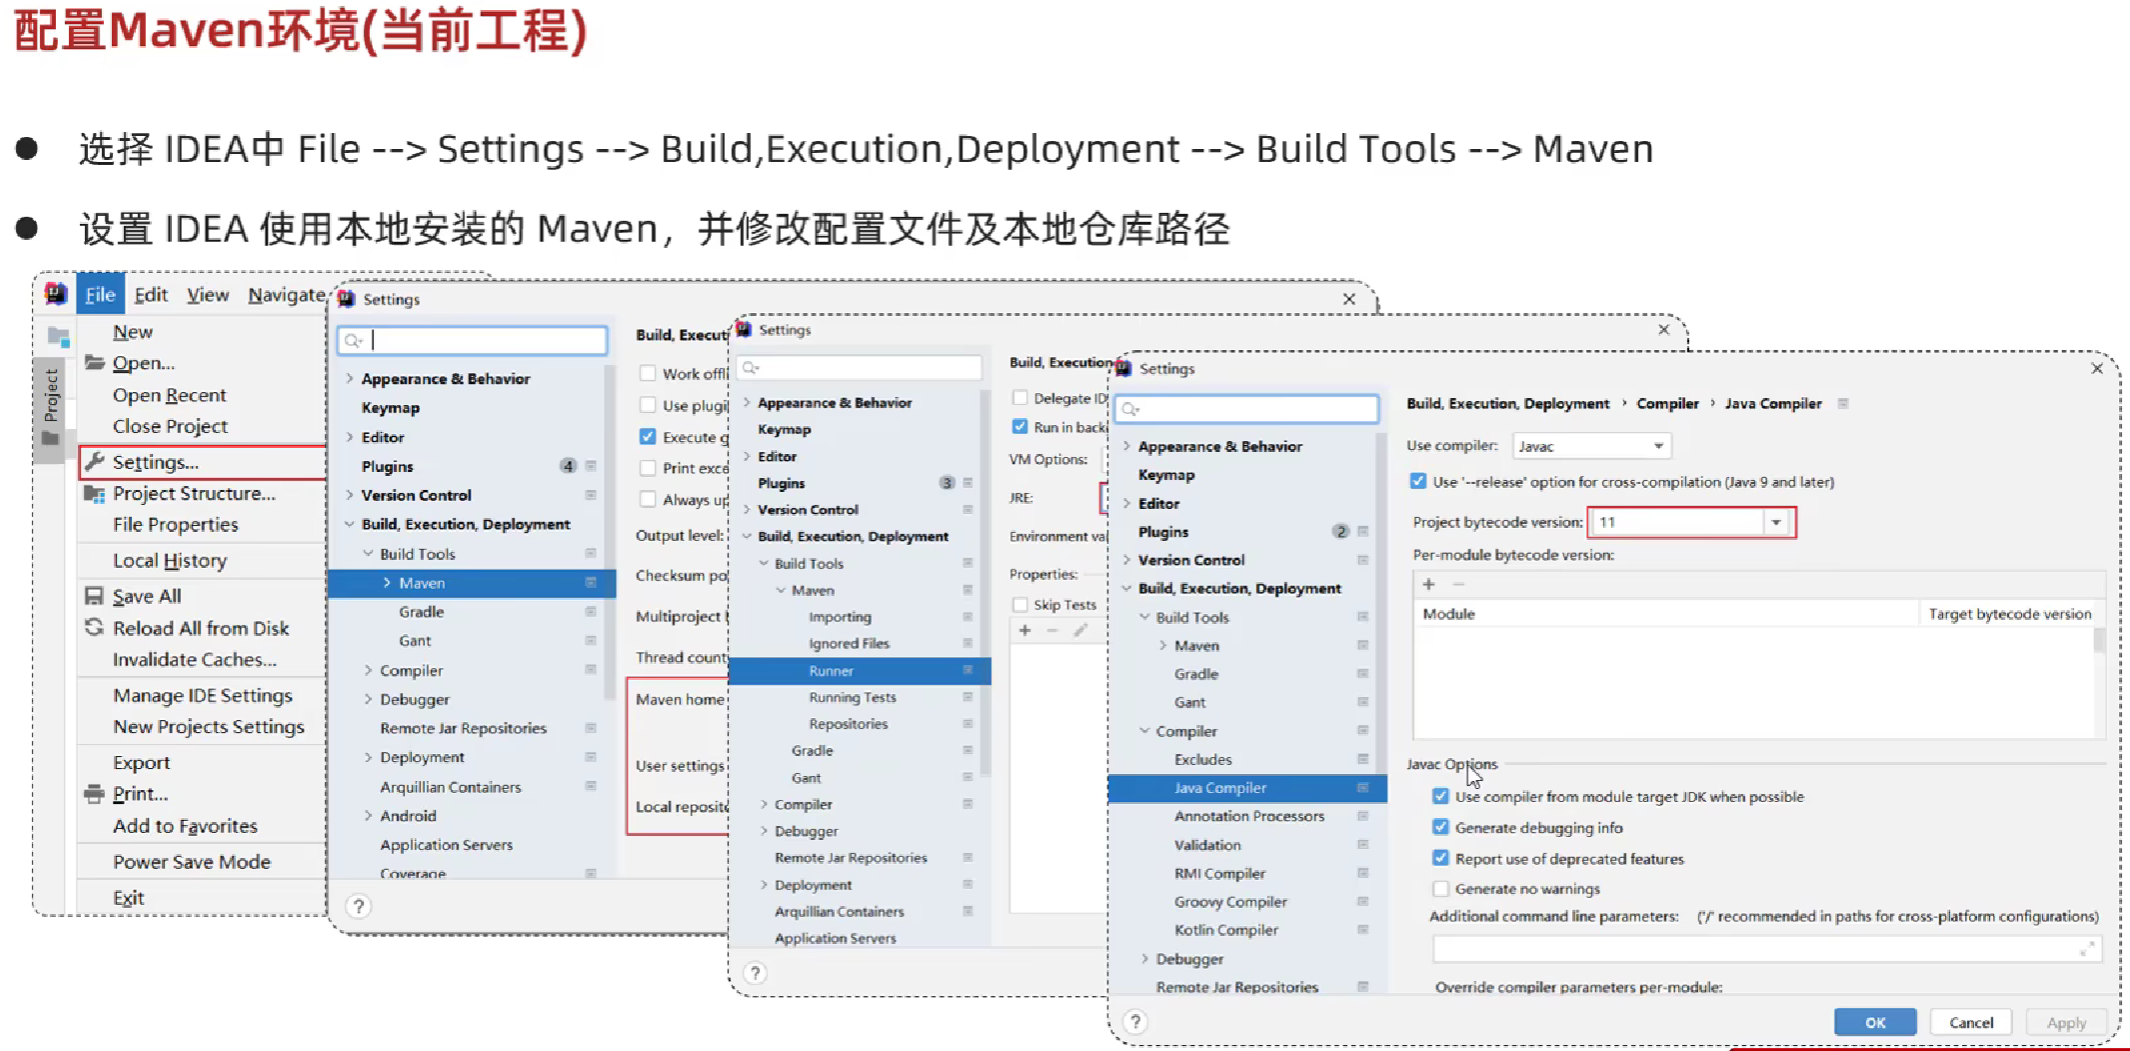 配置Maven环境(当前工程)
选择 IDEA中 File --> Settings --> Build,Execution,Deployment --> Build Tools --> Maven
设置 IDEA 使用本地安装的 Maven，并修改配置文件及本地仓库路径
File Edit View Navigate
Project
New
Open...
Open Recent
Close Project
Settings...
Project Structure...
File Properties
Local History
Save All
Reload All from Disk
Invalidate Caches...
Manage IDE Settings
New Projects Settings
Export
Print...
Add to Favorites
Power Save Mode
Exit
Settings
Appearance & Behavior
Keymap
Editor
Plugins 4
Version Control
Build, Execution, Deployment
Build Tools
Maven
Gradle
Gant
Compiler
Debugger
Remote Jar Repositories
Deployment
Arquillian Containers
Android
Application Servers
Coverage
?
Build, Executi
Work offl
Use plugi
Execute g
Print exce
Always up
Output level:
Checksum po
Multiproject b
Thread count
Maven home
User settings
Local reposito
Settings
Appearance & Behavior
Keymap
Editor
Plugins 3
Version Control
Build, Execution, Deployment
Build Tools
Maven
Importing
Ignored Files
Runner
Running Tests
Repositories
Gradle
Gant
Compiler
Debugger
Remote Jar Repositories
Deployment
Arquillian Containers
Application Servers
?
Build, Execution
Delegate ID
Run in back
VM Options:
JRE:
Environment va
Properties:
Skip Tests
Settings
Appearance & Behavior
Keymap
Editor
Plugins 2
Version Control
Build, Execution, Deployment
Build Tools
Maven
Gradle
Gant
Compiler
Excludes
Java Compiler
Annotation Processors
Validation
RMI Compiler
Groovy Compiler
Kotlin Compiler
Debugger
Remote Jar Repositories
?
Build, Execution, Deployment › Compiler › Java Compiler
Use compiler: Javac
Use '--release' option for cross-compilation (Java 9 and later)
Project bytecode version: 11
Per-module bytecode version:
Module Target bytecode version
Javac Options
Use compiler from module target JDK when possible
Generate debugging info
Report use of deprecated features
Generate no warnings
Additional command line parameters: ('/' recommended in paths for cross-platform configurations)
Override compiler parameters per-module:
OK Cancel Apply